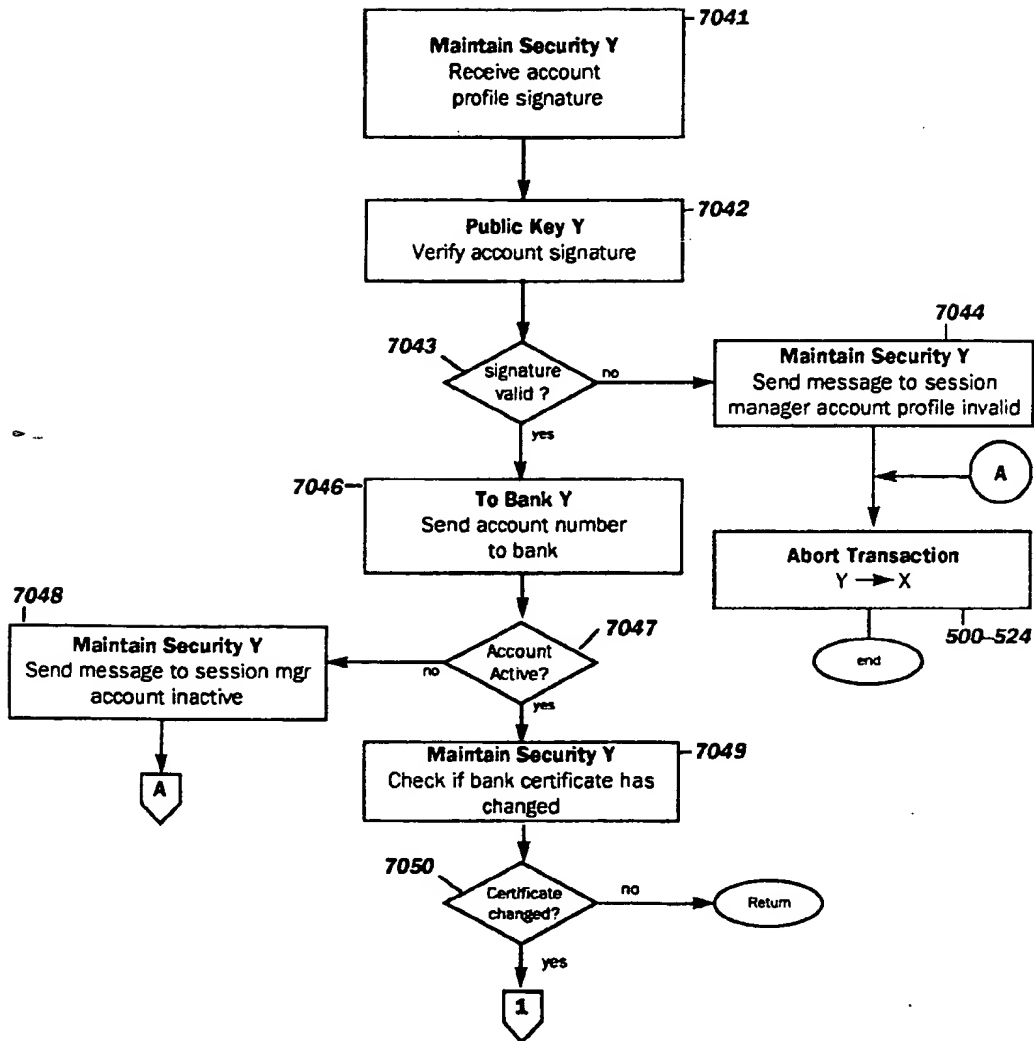 7041
Maintain Security Y
Receive account
profile signature
7042
Public Key Y
Verify account signature
7043
signature
valid ?
no
yes
7044
Maintain Security Y
Send message to session
manager account profile invalid
A
7046
To Bank Y
Send account number
to bank
Abort Transaction
Y → X
500–524
end
7047
Account
Active?
no
yes
7048
Maintain Security Y
Send message to session mgr
account inactive
A
7049
Maintain Security Y
Check if bank certificate has
changed
7050
Certificate
changed?
no
Return
yes
1